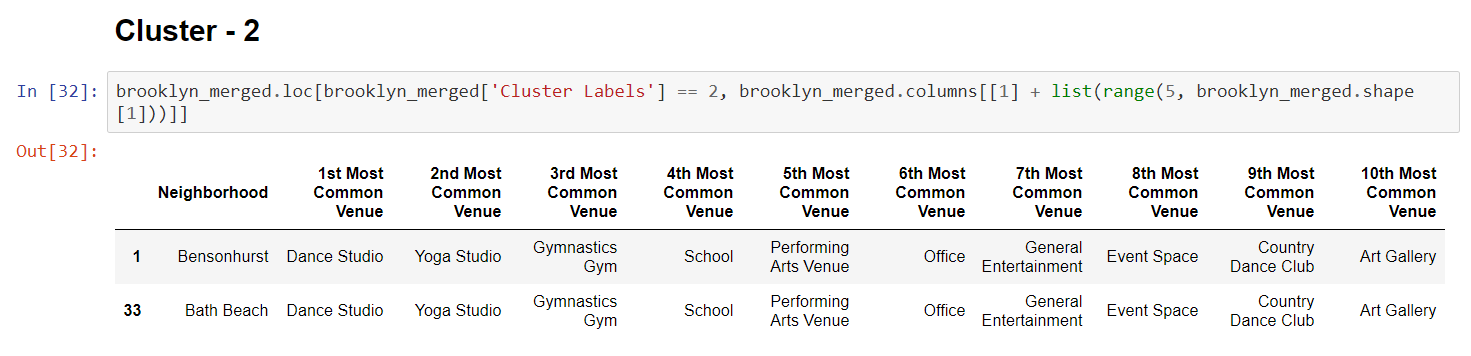 Cluster - 2
In [32]: brooklyn_merged.loc[brooklyn_merged['Cluster Labels'] == 2, brooklyn_merged.columns[[1] + list(range(5, brooklyn_merged.shape
[1]))]]
Out[32]:
Neighborhood 1st Most Common Venue 2nd Most Common Venue 3rd Most Common Venue 4th Most Common Venue 5th Most Common Venue 6th Most Common Venue 7th Most Common Venue 8th Most Common Venue 9th Most Common Venue 10th Most Common Venue
1 Bensonhurst Dance Studio Yoga Studio Gymnastics Gym School Performing Arts Venue Office General Entertainment Event Space Country Dance Club Art Gallery
33 Bath Beach Dance Studio Yoga Studio Gymnastics Gym School Performing Arts Venue Office General Entertainment Event Space Country Dance Club Art Gallery